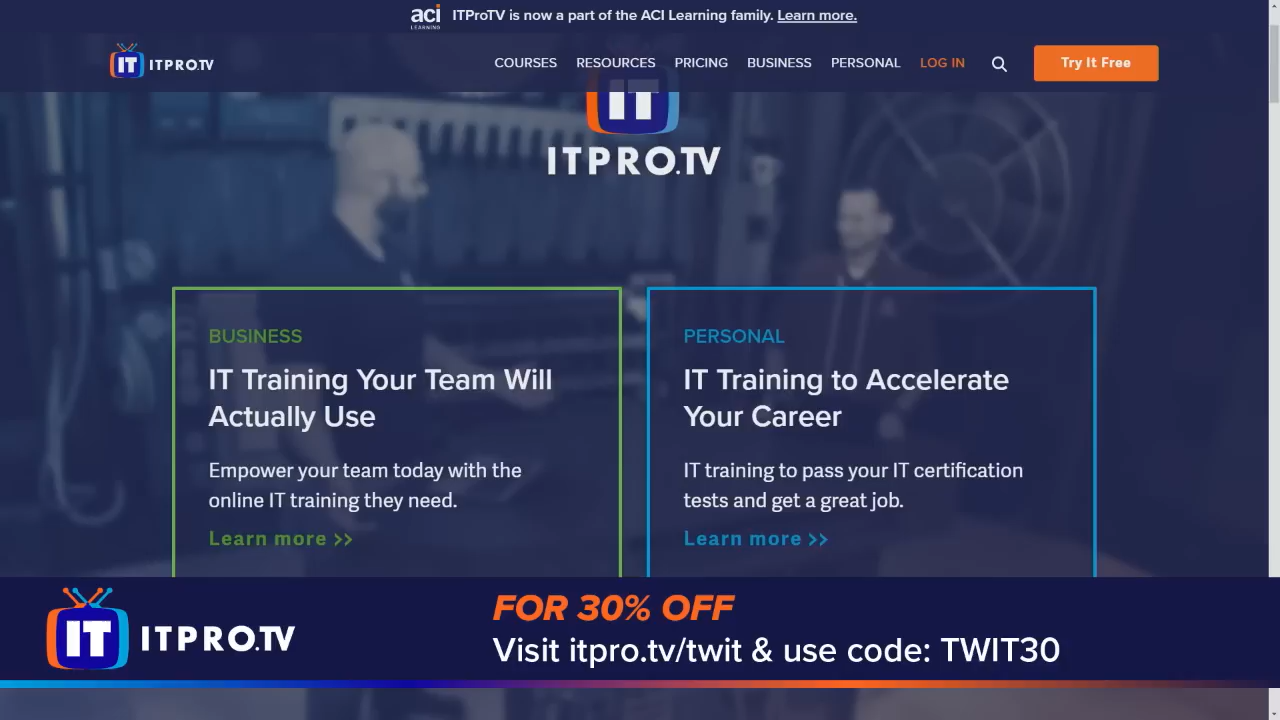 aci
LEARNING
ITProTV is now a part of the ACI Learning family. Learn more.
IT ITPRO.TV
COURSES
RESOURCES
PRICING
BUSINESS
PERSONAL
LOG IN
Try It Free
IT
ITPRO.TV
BUSINESS
IT Training Your Team Will
Actually Use
Empower your team today with the
online IT training they need.
Learn more >>
PERSONAL
IT Training to Accelerate
Your Career
IT training to pass your IT certification
tests and get a great job.
Learn more >>
IT ITPRO.TV
FOR 30% OFF
Visit itpro.tv/twit & use code: TWIT30